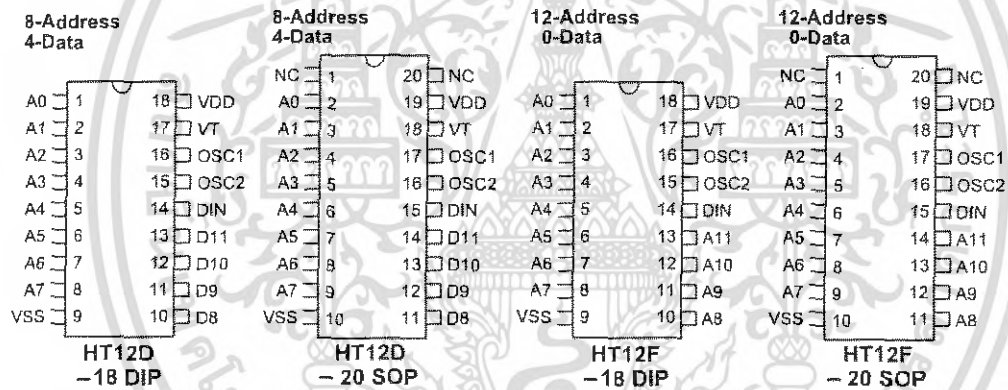 8-Address
4-Data
A0 1 18 VDD
A1 2 17 VT
A2 3 16 OSC1
A3 4 15 OSC2
A4 5 14 DIN
A5 6 13 D11
A6 7 12 D10
A7 8 11 D9
VSS 9 10 D8
HT12D
–18 DIP
8-Address
4-Data
NC 1 20 NC
A0 2 19 VDD
A1 3 18 VT
A2 4 17 OSC1
A3 5 16 OSC2
A4 6 15 DIN
A5 7 14 D11
A6 8 13 D10
A7 9 12 D9
VSS 10 11 D8
HT12D
– 20 SOP
12-Address
0-Data
A0 1 18 VDD
A1 2 17 VT
A2 3 16 OSC1
A3 4 15 OSC2
A4 5 14 DIN
A5 6 13 A11
A6 7 12 A10
A7 8 11 A9
VSS 9 10 A8
HT12F
–18 DIP
12-Address
0-Data
NC 1 20 NC
A0 2 19 VDD
A1 3 18 VT
A2 4 17 OSC1
A3 5 16 OSC2
A4 6 15 DIN
A5 7 14 A11
A6 8 13 A10
A7 9 12 A9
VSS 10 11 A8
HT12F
– 20 SOP